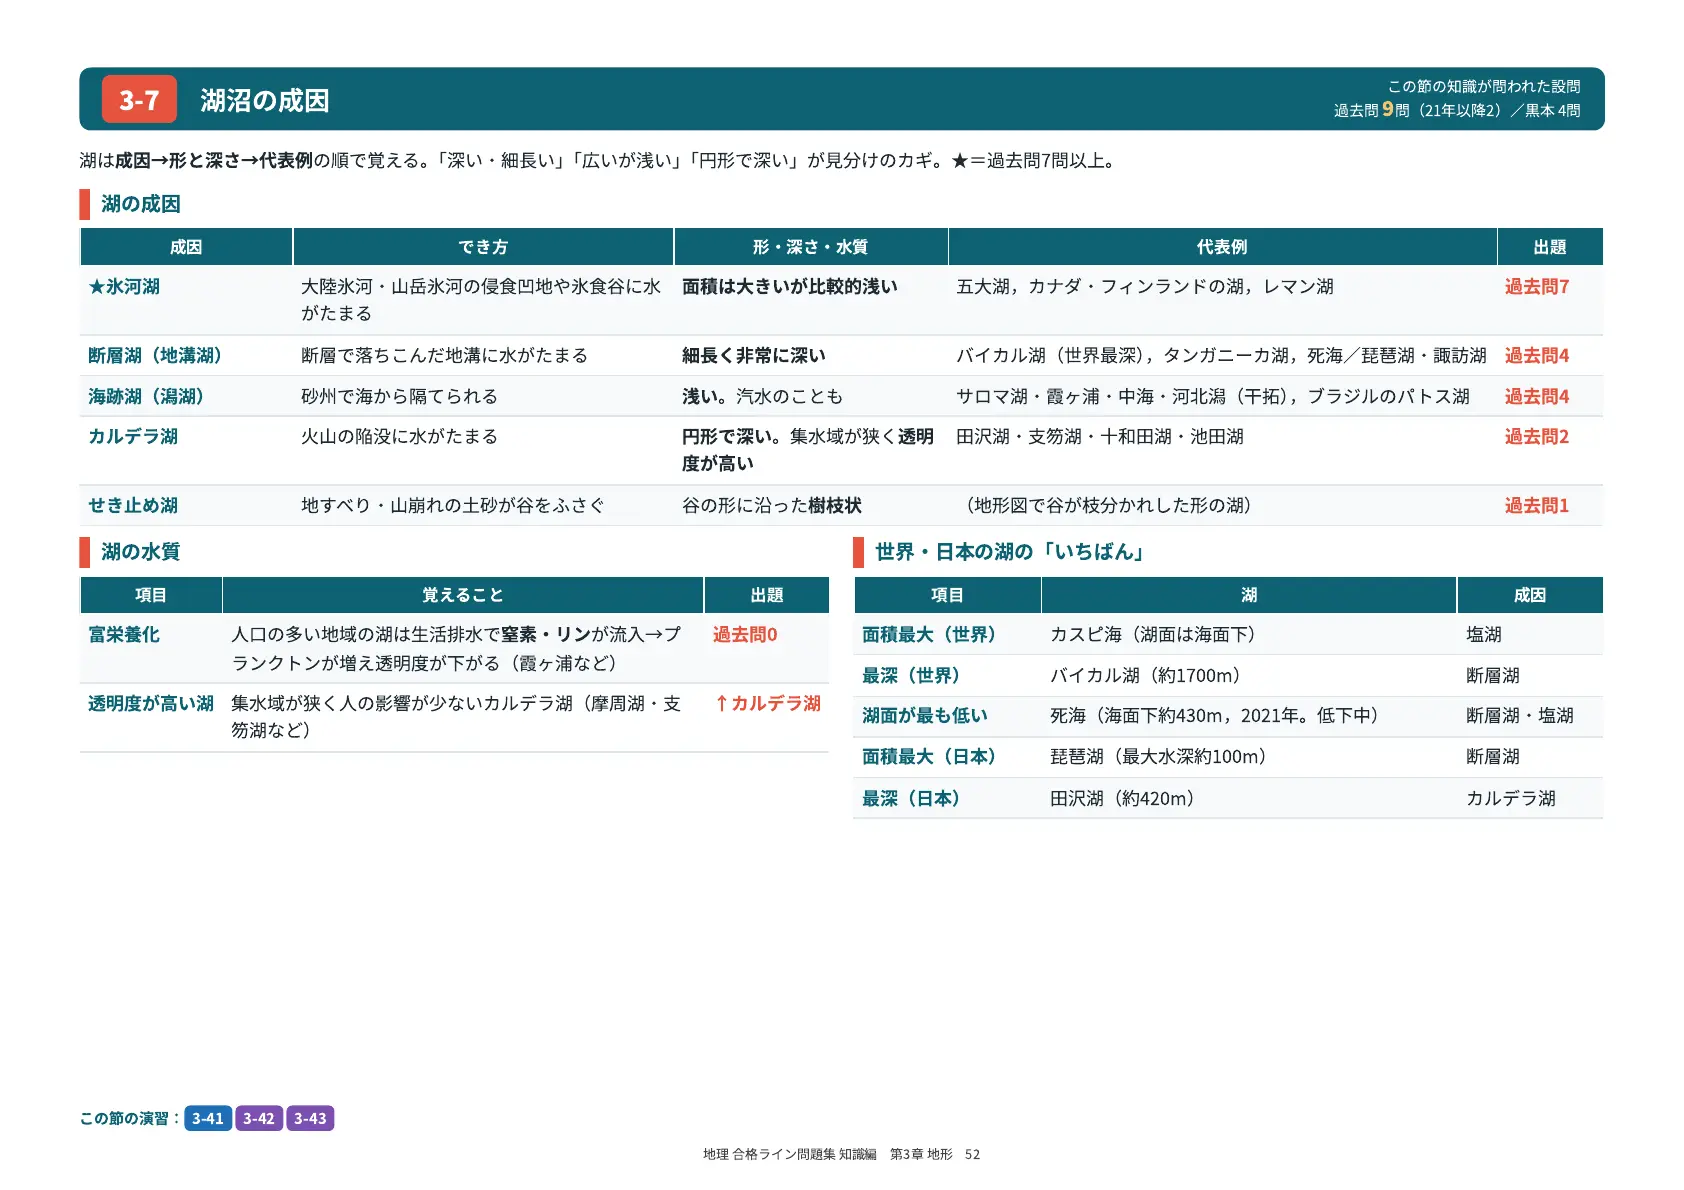 3-7 湖沼の成因
この節の知識が問われた設問
過去問 9問（21年以降2）／黒本 4問
湖は成因→形と深さ→代表例の順で覚える。「深い・細長い」「広いが浅い」「円形で深い」が見分けのカギ。★＝過去問7問以上。
湖の成因
成因 でき方 形・深さ・水質 代表例 出題
★氷河湖 大陸氷河・山岳氷河の侵食凹地や氷食谷に水 面積は大きいが比較的浅い 五大湖，カナダ・フィンランドの湖，レマン湖 過去問7
がたまる
断層湖（地溝湖） 断層で落ちこんだ地溝に水がたまる 細長く非常に深い バイカル湖（世界最深），タンガニーカ湖，死海／琵琶湖・諏訪湖 過去問4
海跡湖（潟湖） 砂州で海から隔てられる 浅い。汽水のことも サロマ湖・霞ヶ浦・中海・河北潟（干拓），ブラジルのパトス湖 過去問4
カルデラ湖 火山の陥没に水がたまる 円形で深い。集水域が狭く透明 田沢湖・支笏湖・十和田湖・池田湖 過去問2
度が高い
せき止め湖 地すべり・山崩れの土砂が谷をふさぐ 谷の形に沿った樹枝状 （地形図で谷が枝分かれした形の湖） 過去問1
湖の水質
項目 覚えること 出題
富栄養化 人口の多い地域の湖は生活排水で窒素・リンが流入→プ 過去問0
ランクトンが増え透明度が下がる（霞ヶ浦など）
透明度が高い湖 集水域が狭く人の影響が少ないカルデラ湖（摩周湖・支 ↑カルデラ湖
笏湖など）
世界・日本の湖の「いちばん」
項目 湖 成因
面積最大（世界） カスピ海（湖面は海面下） 塩湖
最深（世界） バイカル湖（約1700m） 断層湖
湖面が最も低い 死海（海面下約430m，2021年。低下中） 断層湖・塩湖
面積最大（日本） 琵琶湖（最大水深約100m） 断層湖
最深（日本） 田沢湖（約420m） カルデラ湖
この節の演習： 3-41 3-42 3-43
地理 合格ライン問題集 知識編 第3章 地形 52